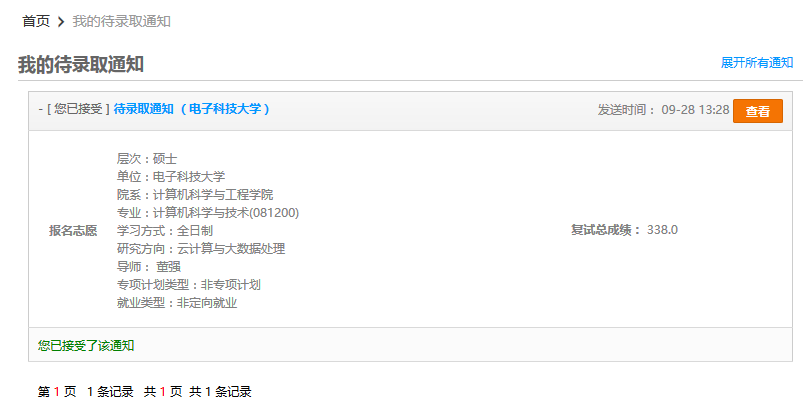 首页 > 我的待录取通知
我的待录取通知 展开所有通知
- [ 您已接受 ] 待录取通知 （ 电子科技大学 ） 发送时间： 09-28 13:28 查看
层次：硕士
单位：电子科技大学
院系：计算机科学与工程学院
专业：计算机科学与技术(081200)
报名志愿 学习方式：全日制 复试总成绩： 338.0
研究方向：云计算与大数据处理
导师： 董强
专项计划类型：非专项计划
就业类型：非定向就业
您已接受了该通知
第 1 页 1 条记录 共 1 页 共 1 条记录